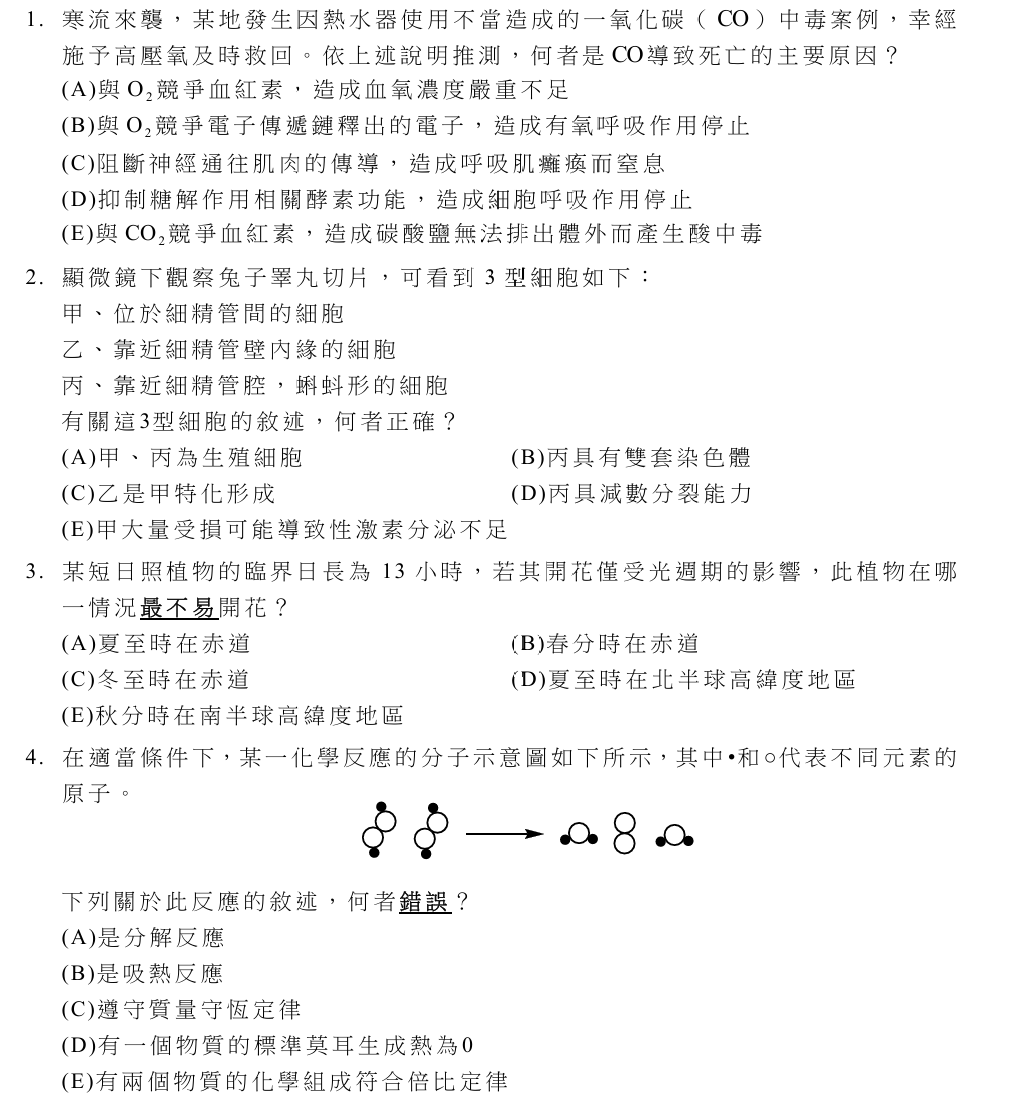 1. 寒流來襲，某地發生因熱水器使用不當造成的一氧化碳（CO）中毒案例，幸經
施予高壓氧及時救回。依上述說明推測，何者是CO導致死亡的主要原因？
(A)與O₂競爭血紅素，造成血氧濃度嚴重不足
(B)與O₂競爭電子傳遞鏈釋出的電子，造成有氧呼吸作用停止
(C)阻斷神經通往肌肉的傳導，造成呼吸肌癱瘓而窒息
(D)抑制糖解作用相關酵素功能，造成細胞呼吸作用停止
(E)與CO₂競爭血紅素，造成碳酸鹽無法排出體外而產生酸中毒
2. 顯微鏡下觀察兔子睪丸切片，可看到3型細胞如下：
甲、位於細精管間的細胞
乙、靠近細精管壁內緣的細胞
丙、靠近細精管腔，蝌蚪形的細胞
有關這3型細胞的敘述，何者正確？
(A)甲、丙為生殖細胞 (B)丙具有雙套染色體
(C)乙是甲特化形成 (D)丙具減數分裂能力
(E)甲大量受損可能導致性激素分泌不足
3. 某短日照植物的臨界日長為13小時，若其開花僅受光週期的影響，此植物在哪
一情況最不易開花？
(A)夏至時在赤道 (B)春分時在赤道
(C)冬至時在赤道 (D)夏至時在北半球高緯度地區
(E)秋分時在南半球高緯度地區
4. 在適當條件下，某一化學反應的分子示意圖如下所示，其中•和○代表不同元素的
原子。
下列關於此反應的敘述，何者錯誤？
(A)是分解反應
(B)是吸熱反應
(C)遵守質量守恆定律
(D)有一個物質的標準莫耳生成熱為0
(E)有兩個物質的化學組成符合倍比定律